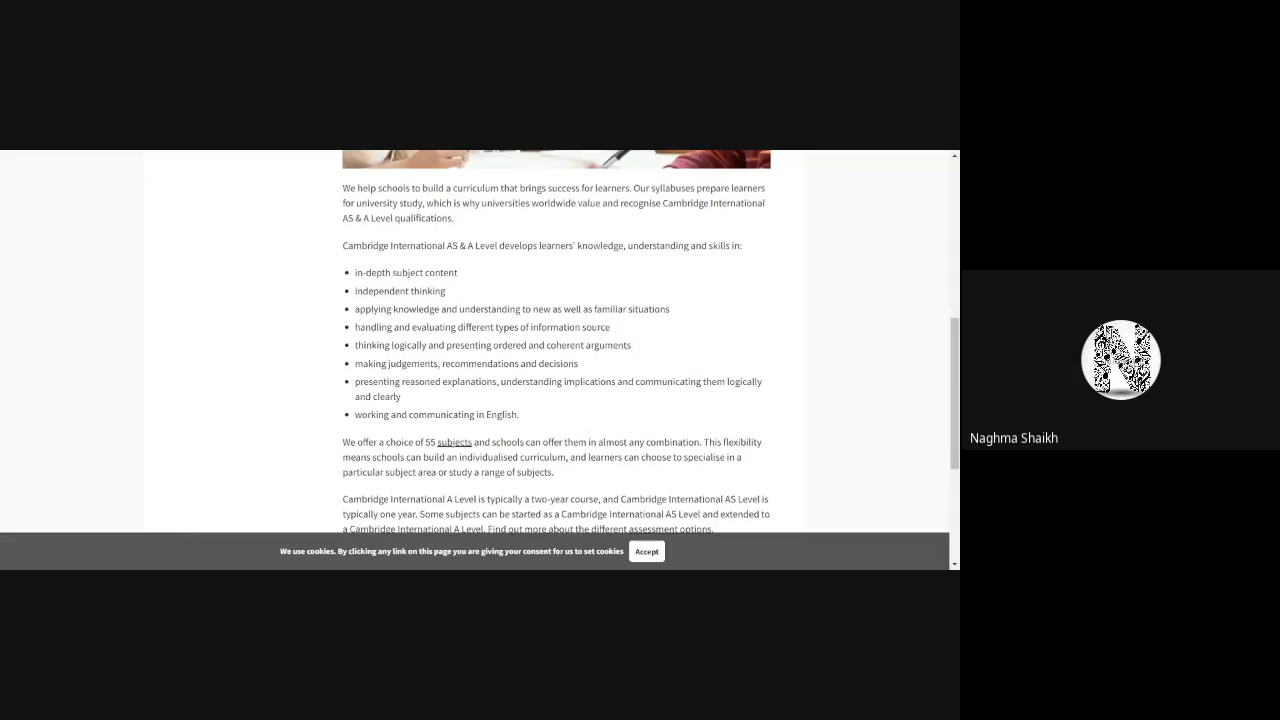 We help schools to build a curriculum that brings success for learners. Our syllabuses prepare learners
for university study, which is why universities worldwide value and recognise Cambridge International
AS & A Level qualifications.
Cambridge International AS & A Level develops learners' knowledge, understanding and skills in:
• in-depth subject content
• independent thinking
• applying knowledge and understanding to new as well as familiar situations
• handling and evaluating different types of information source
• thinking logically and presenting ordered and coherent arguments
• making judgements, recommendations and decisions
• presenting reasoned explanations, understanding implications and communicating them logically
and clearly
• working and communicating in English.
We offer a choice of 55 subjects and schools can offer them in almost any combination. This flexibility
means schools can build an individualised curriculum, and learners can choose to specialise in a
particular subject area or study a range of subjects.
Cambridge International A Level is typically a two-year course, and Cambridge International AS Level is
typically one year. Some subjects can be started as a Cambridge International AS Level and extended to
a Cambridge International A Level. Find out more about the different assessment options.
We use cookies. By clicking any link on this page you are giving your consent for us to set cookies
Accept
N
Naghma Shaikh